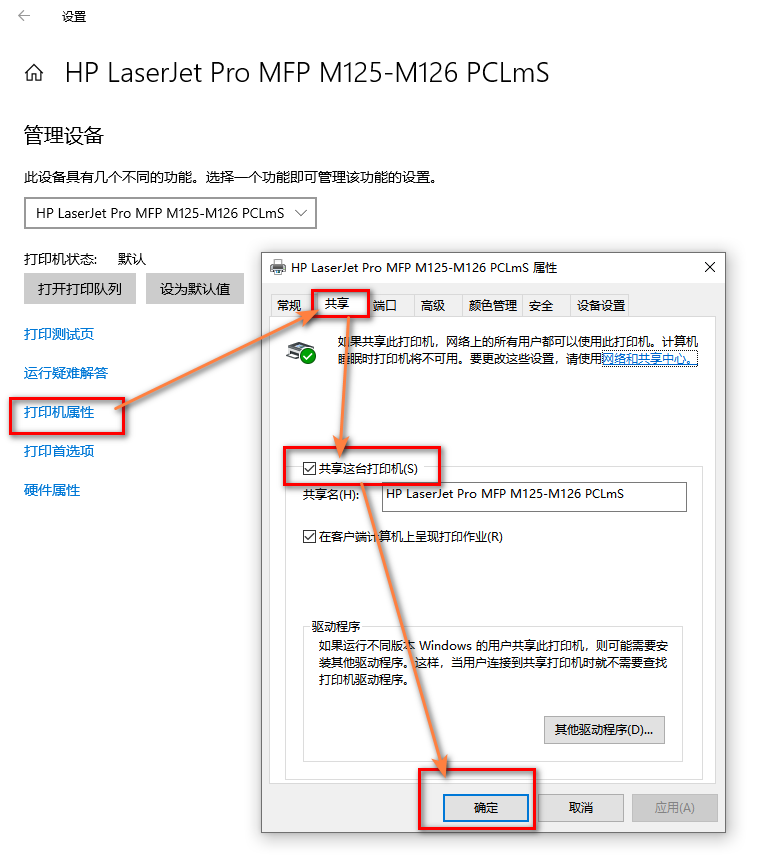 设置
HP LaserJet Pro MFP M125-M126 PCLmS
管理设备
此设备具有几个不同的功能。选择一个功能即可管理该功能的设置。
HP LaserJet Pro MFP M125-M126 PCLmS
打印机状态: 默认
打开打印队列 设为默认值
打印测试页
运行疑难解答
打印机属性
打印首选项
硬件属性
HP LaserJet Pro MFP M125-M126 PCLmS 属性
常规 共享 端口 高级 颜色管理 安全 设备设置
如果共享此打印机，网络上的所有用户都可以使用此打印机。计算机
睡眠时打印机将不可用。要更改这些设置，请使用网络和共享中心。
共享这台打印机(S)
共享名(H): HP LaserJet Pro MFP M125-M126 PCLmS
在客户端计算机上呈现打印作业(R)
驱动程序
如果运行不同版本 Windows 的用户共享此打印机，则可能需要安
装其他驱动程序。这样，当用户连接到共享打印机时就不需要查找
打印机驱动程序。
其他驱动程序(D)...
确定 取消 应用(A)